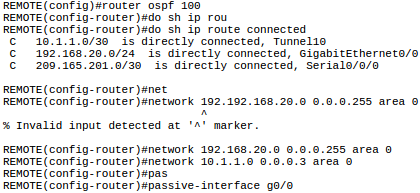 REMOTE(config)#router ospf 100
REMOTE(config-router)#do sh ip rou
REMOTE(config-router)#do sh ip route connected
C   10.1.1.0/30  is directly connected, Tunnel10
C   192.168.20.0/24  is directly connected, GigabitEthernet0/0
C   209.165.201.0/30  is directly connected, Serial0/0/0
REMOTE(config-router)#net
REMOTE(config-router)#network 192.192.168.20.0 0.0.0.255 area 0
^
% Invalid input detected at '^' marker.
REMOTE(config-router)#network 192.168.20.0 0.0.0.255 area 0
REMOTE(config-router)#network 10.1.1.0 0.0.0.3 area 0
REMOTE(config-router)#pas
REMOTE(config-router)#passive-interface g0/0